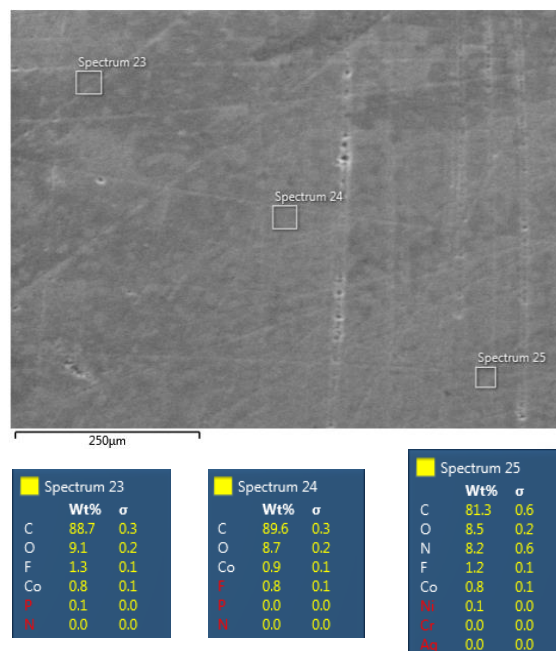 Spectrum 23
Spectrum 24
Spectrum 25
250μm
Spectrum 23
Wt% σ
C 88.7 0.3
O 9.1 0.2
F 1.3 0.1
Co 0.8 0.1
P 0.1 0.0
N 0.0 0.0
Spectrum 24
Wt% σ
C 89.6 0.3
O 8.7 0.2
Co 0.9 0.1
F 0.8 0.1
P 0.0 0.0
N 0.0 0.0
Spectrum 25
Wt% σ
C 81.3 0.6
O 8.5 0.2
N 8.2 0.6
F 1.2 0.1
Co 0.8 0.1
Ni 0.1 0.0
Cr 0.0 0.0
Ag 0.0 0.0